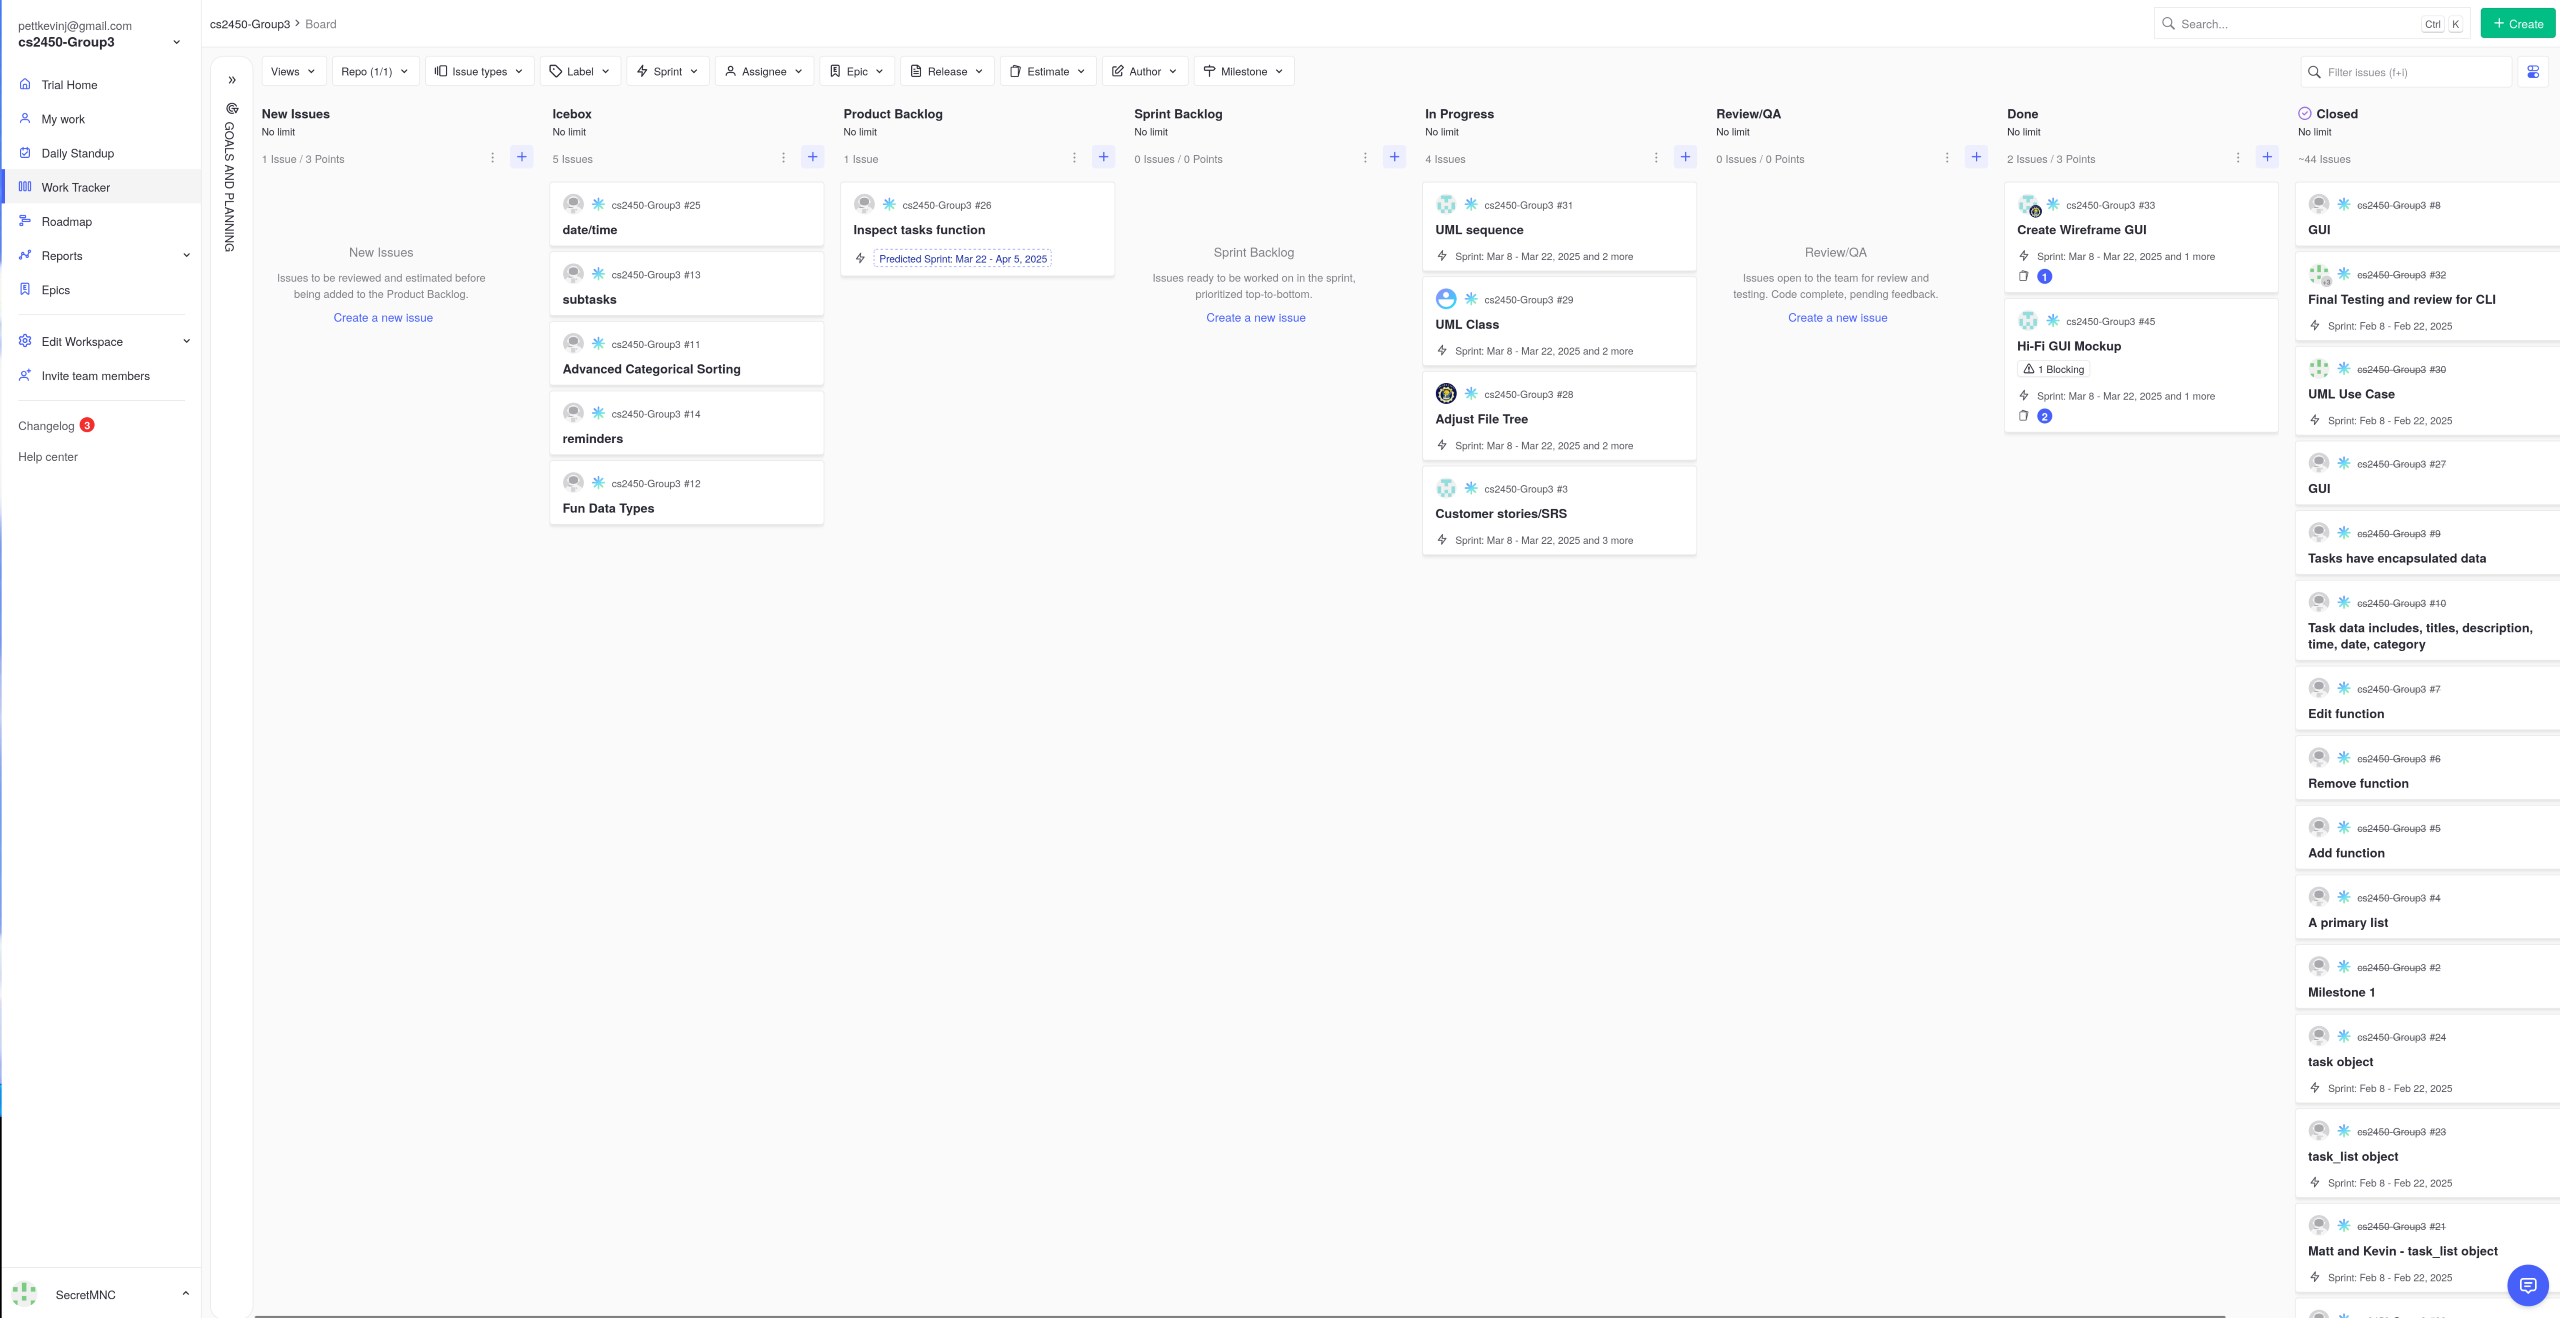 pettkevinj@gmail.com
cs2450-Group3
Trial Home
My work
Daily Standup
Work Tracker
Roadmap
Reports
Epics
Edit Workspace
Invite team members
Changelog 3
Help center
SecretMNC
cs2450-Group3 > Board
Search... Ctrl K
+ Create
GOALS AND PLANNING
Views Repo (1/1) Issue types Label Sprint Assignee Epic Release Estimate Author Milestone
Filter issues (f+i)
New Issues
No limit
1 Issue / 3 Points
New Issues
Issues to be reviewed and estimated before
being added to the Product Backlog.
Create a new issue
Icebox
No limit
5 Issues
cs2450-Group3 #25
date/time
cs2450-Group3 #13
subtasks
cs2450-Group3 #11
Advanced Categorical Sorting
cs2450-Group3 #14
reminders
cs2450-Group3 #12
Fun Data Types
Product Backlog
No limit
1 Issue
cs2450-Group3 #26
Inspect tasks function
Predicted Sprint: Mar 22 - Apr 5, 2025
Sprint Backlog
No limit
0 Issues / 0 Points
Sprint Backlog
Issues ready to be worked on in the sprint,
prioritized top-to-bottom.
Create a new issue
In Progress
No limit
4 Issues
cs2450-Group3 #31
UML sequence
Sprint: Mar 8 - Mar 22, 2025 and 2 more
cs2450-Group3 #29
UML Class
Sprint: Mar 8 - Mar 22, 2025 and 2 more
cs2450-Group3 #28
Adjust File Tree
Sprint: Mar 8 - Mar 22, 2025 and 2 more
cs2450-Group3 #3
Customer stories/SRS
Sprint: Mar 8 - Mar 22, 2025 and 3 more
Review/QA
No limit
0 Issues / 0 Points
Review/QA
Issues open to the team for review and
testing. Code complete, pending feedback.
Create a new issue
Done
No limit
2 Issues / 3 Points
cs2450-Group3 #33
Create Wireframe GUI
Sprint: Mar 8 - Mar 22, 2025 and 1 more
1
cs2450-Group3 #45
Hi-Fi GUI Mockup
1 Blocking
Sprint: Mar 8 - Mar 22, 2025 and 1 more
2
Closed
No limit
~44 Issues
cs2450-Group3 #8
GUI
cs2450-Group3 #32
Final Testing and review for CLI
Sprint: Feb 8 - Feb 22, 2025
cs2450-Group3 #30
UML Use Case
Sprint: Feb 8 - Feb 22, 2025
cs2450-Group3 #27
GUI
cs2450-Group3 #9
Tasks have encapsulated data
cs2450-Group3 #10
Task data includes, titles, description,
time, date, category
cs2450-Group3 #7
Edit function
cs2450-Group3 #6
Remove function
cs2450-Group3 #5
Add function
cs2450-Group3 #4
A primary list
cs2450-Group3 #2
Milestone 1
cs2450-Group3 #24
task object
Sprint: Feb 8 - Feb 22, 2025
cs2450-Group3 #23
task_list object
Sprint: Feb 8 - Feb 22, 2025
cs2450-Group3 #21
Matt and Kevin - task_list object
Sprint: Feb 8 - Feb 22, 2025